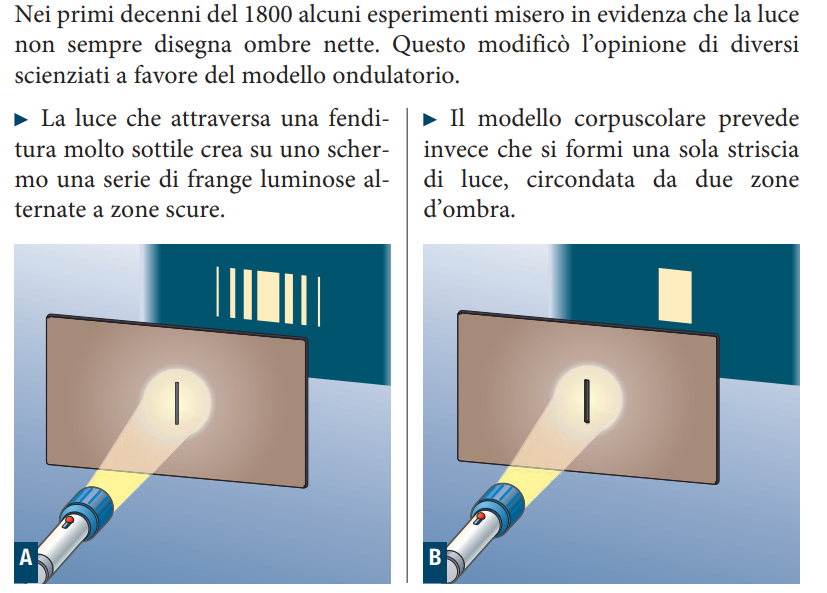 Nei primi decenni del 1800 alcuni esperimenti misero in evidenza che la luce
non sempre disegna ombre nette. Questo modificò l'opinione di diversi
scienziati a favore del modello ondulatorio.
► La luce che attraversa una fendi-
tura molto sottile crea su uno scher-
mo una serie di frange luminose al-
ternate a zone scure.
► Il modello corpuscolare prevede
invece che si formi una sola striscia
di luce, circondata da due zone
d'ombra.
A
B